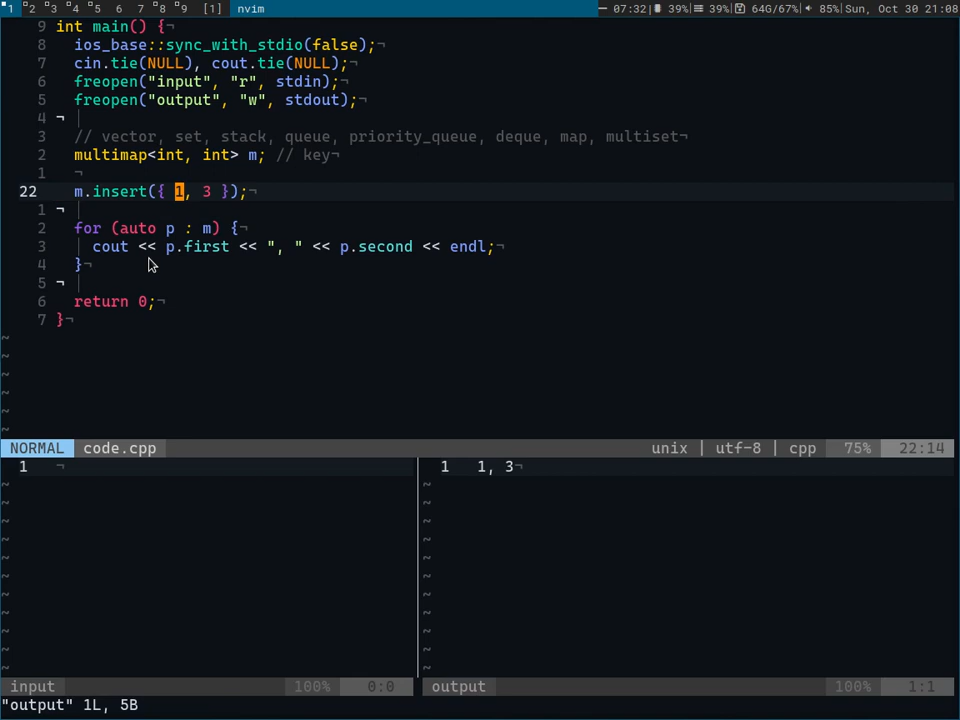 1 2 3 4 5 6 7 8 9 [1] nvim 07:32 39% 39% 64G/67% 85% Sun, Oct 30 21:08
9 int main() {¬
8 ios_base::sync_with_stdio(false);¬
7 cin.tie(NULL), cout.tie(NULL);¬
6 freopen("input", "r", stdin);¬
5 freopen("output", "w", stdout);¬
4 ¬
3 // vector, set, stack, queue, priority_queue, deque, map, multiset¬
2 multimap<int, int> m; // key¬
1 ¬
22 m.insert({ 1, 3 });¬
1 ¬
2 for (auto p : m) {¬
3 cout << p.first << ", " << p.second << endl;¬
4 }¬
5 ¬
6 return 0;¬
7 }¬
~
~
~
~
~
~
NORMAL code.cpp unix | utf-8 | cpp 75% 22:14
1 ¬
~
~
~
~
~
~
~
~
~
~
~
input 100% 0:0
1 1, 3¬
~
~
~
~
~
~
~
~
~
~
~
output 100% 1:1
"output" 1L, 5B